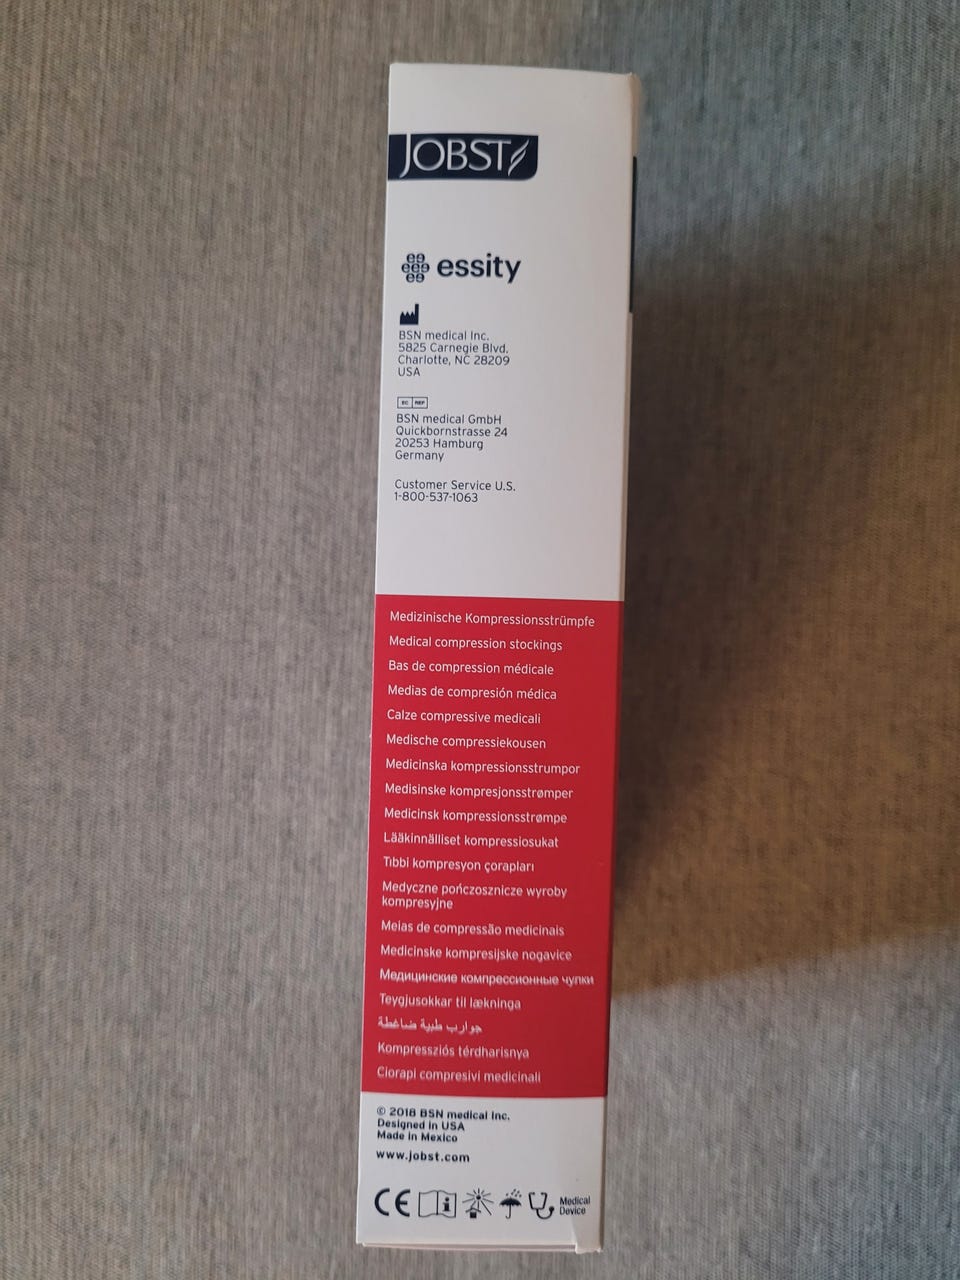 JOBST
essity
BSN medical Inc.
5825 Carnegie Blvd.
Charlotte, NC 28209
USA
EC REP
BSN medical GmbH
Quickbornstrasse 24
20253 Hamburg
Germany
Customer Service U.S.
1-800-537-1063
Medizinische Kompressionsstrümpfe
Medical compression stockings
Bas de compression médicale
Medias de compresión médica
Calze compressive medicali
Medische compressiekousen
Medicinska kompressionsstrumpor
Medisinske kompresjonsstrømper
Medicinsk kompressionsstrømpe
Lääkinnälliset kompressiosukat
Tıbbi kompresyon çorapları
Medyczne pończosznicze wyroby
kompresyjne
Meias de compressão medicinais
Medicinske kompresijske nogavice
Медицинские компрессионные чулки
Teygjusokkar til lækninga
جوارب طبية ضاغطة
Kompressziós térdharisnya
Ciorapi compresivi medicinali
© 2018 BSN medical Inc.
Designed in USA
Made in Mexico
www.jobst.com
CE
Medical
Device